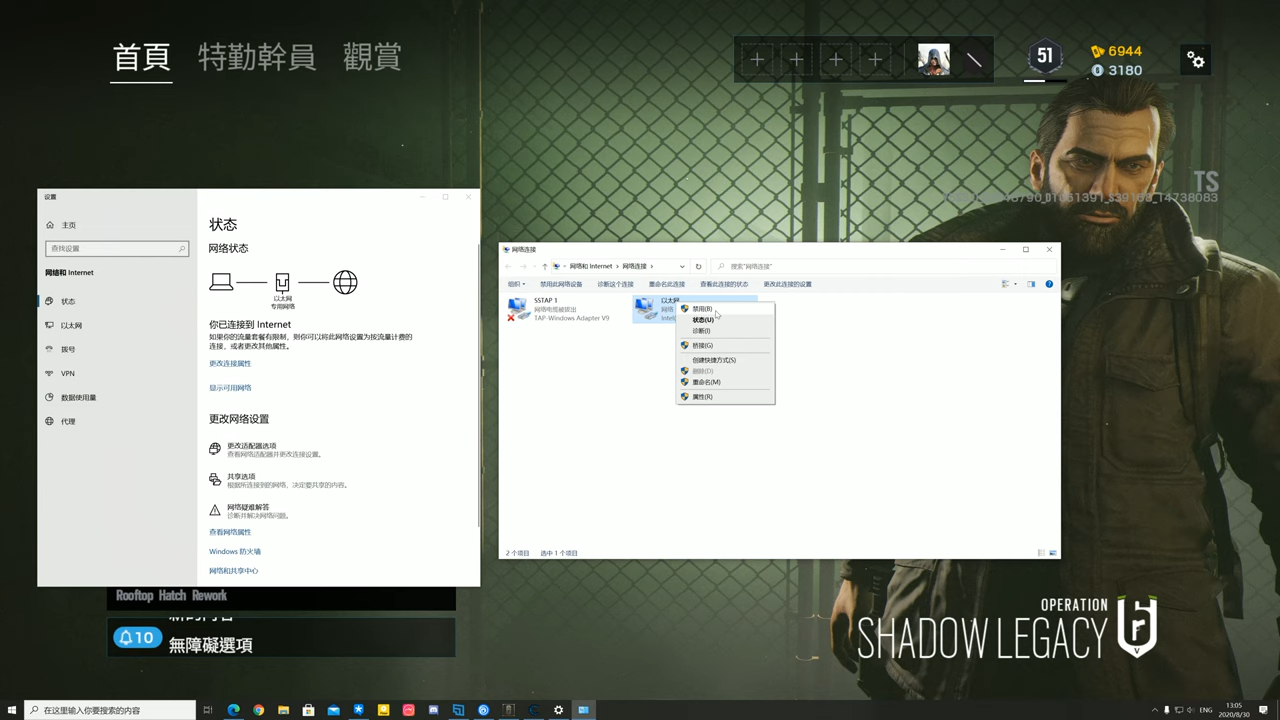 首頁 特勤幹員 觀賞
51
6944
3180
TS
设置
主页
查找设置
网络和 Internet
状态
以太网
拨号
VPN
数据使用量
代理
状态
网络状态
以太网
专用网络
你已连接到 Internet
如果你的流量套餐有限制，则你可以将此网络设置为按流量计费的
连接，或者更改其他属性。
更改连接属性
显示可用网络
更改网络设置
更改适配器选项
查看网络适配器并更改连接设置。
共享选项
根据所连接到的网络，决定要共享的内容。
网络疑难解答
诊断并解决网络问题。
查看网络属性
Windows 防火墙
网络和共享中心
网络连接
网络和 Internet 网络连接
搜索"网络连接"
组织 禁用此网络设备 诊断这个连接 重命名此连接 查看此连接的状态 更改此连接的设置
SSTAP 1
网络电缆被拔出
TAP-Windows Adapter V9
以太网
网络
禁用(B)
状态(U)
诊断(I)
桥接(G)
创建快捷方式(S)
删除(D)
重命名(M)
属性(R)
2 个项目 选中 1 个项目
Rooftop Hatch Rework
10
無障礙選項
OPERATION
SHADOW LEGACY
在这里输入你要搜索的内容
ENG
13:05
2020/8/30